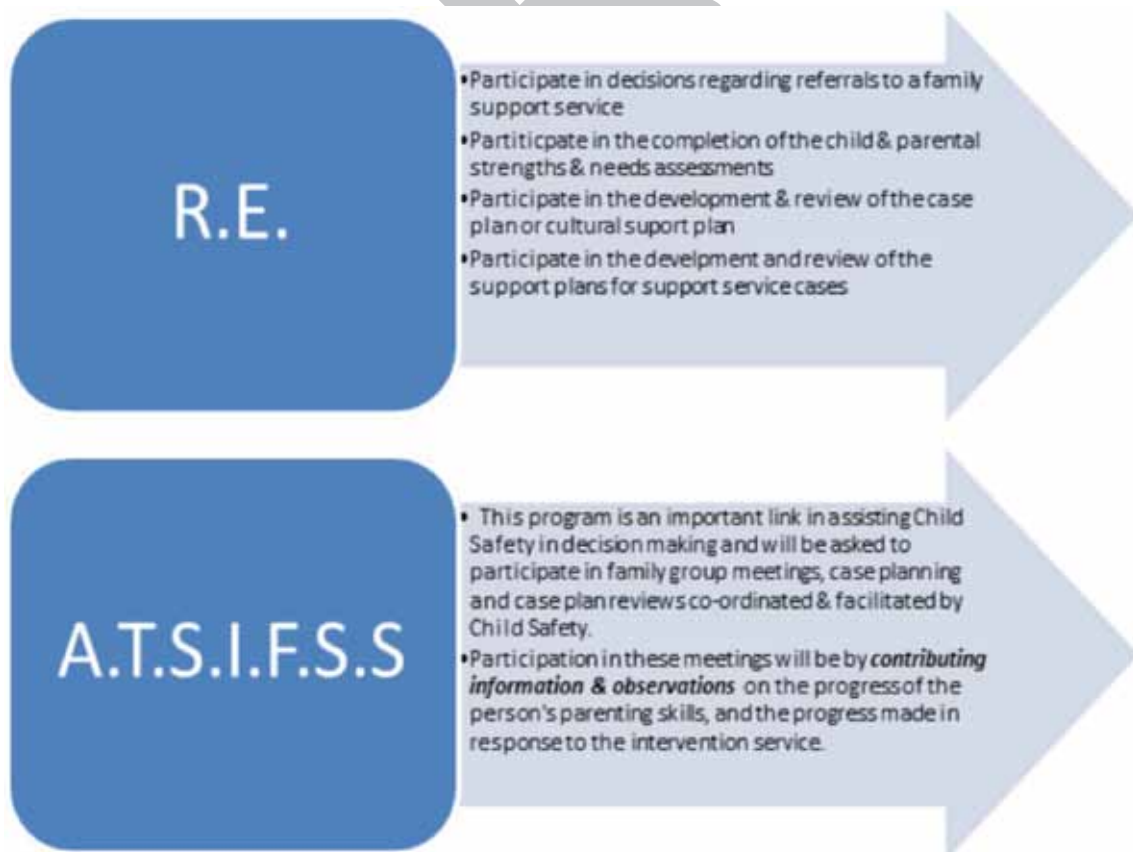 R.E.
•Participate in decisions regarding referrals to a family
support service
•Partiticpate in the completion of the child & parental
strengths & needs assessments
•Participate in the development & review of the case
plan or cultural suport plan
•Participate in the develpment and review of the
support plans for support service cases
A.T.S.I.F.S.S
• This program is an important link in assisting Child
Safety in decision making and will be asked to
participate in family group meetings, case planning
and case plan reviews co-ordinated & facilitated by
Child Safety.
•Participation in these meetings will be by contributing
information & observations on the progress of the
person's parenting skills, and the progress made in
response to the intervention service.